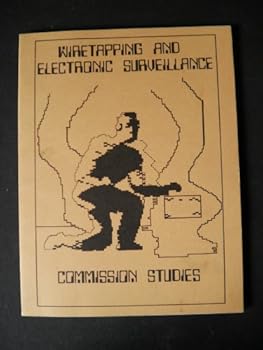 WIRETAPPING AND
ELECTRONIC SURVEILLANCE
COMMISSION STUDIES